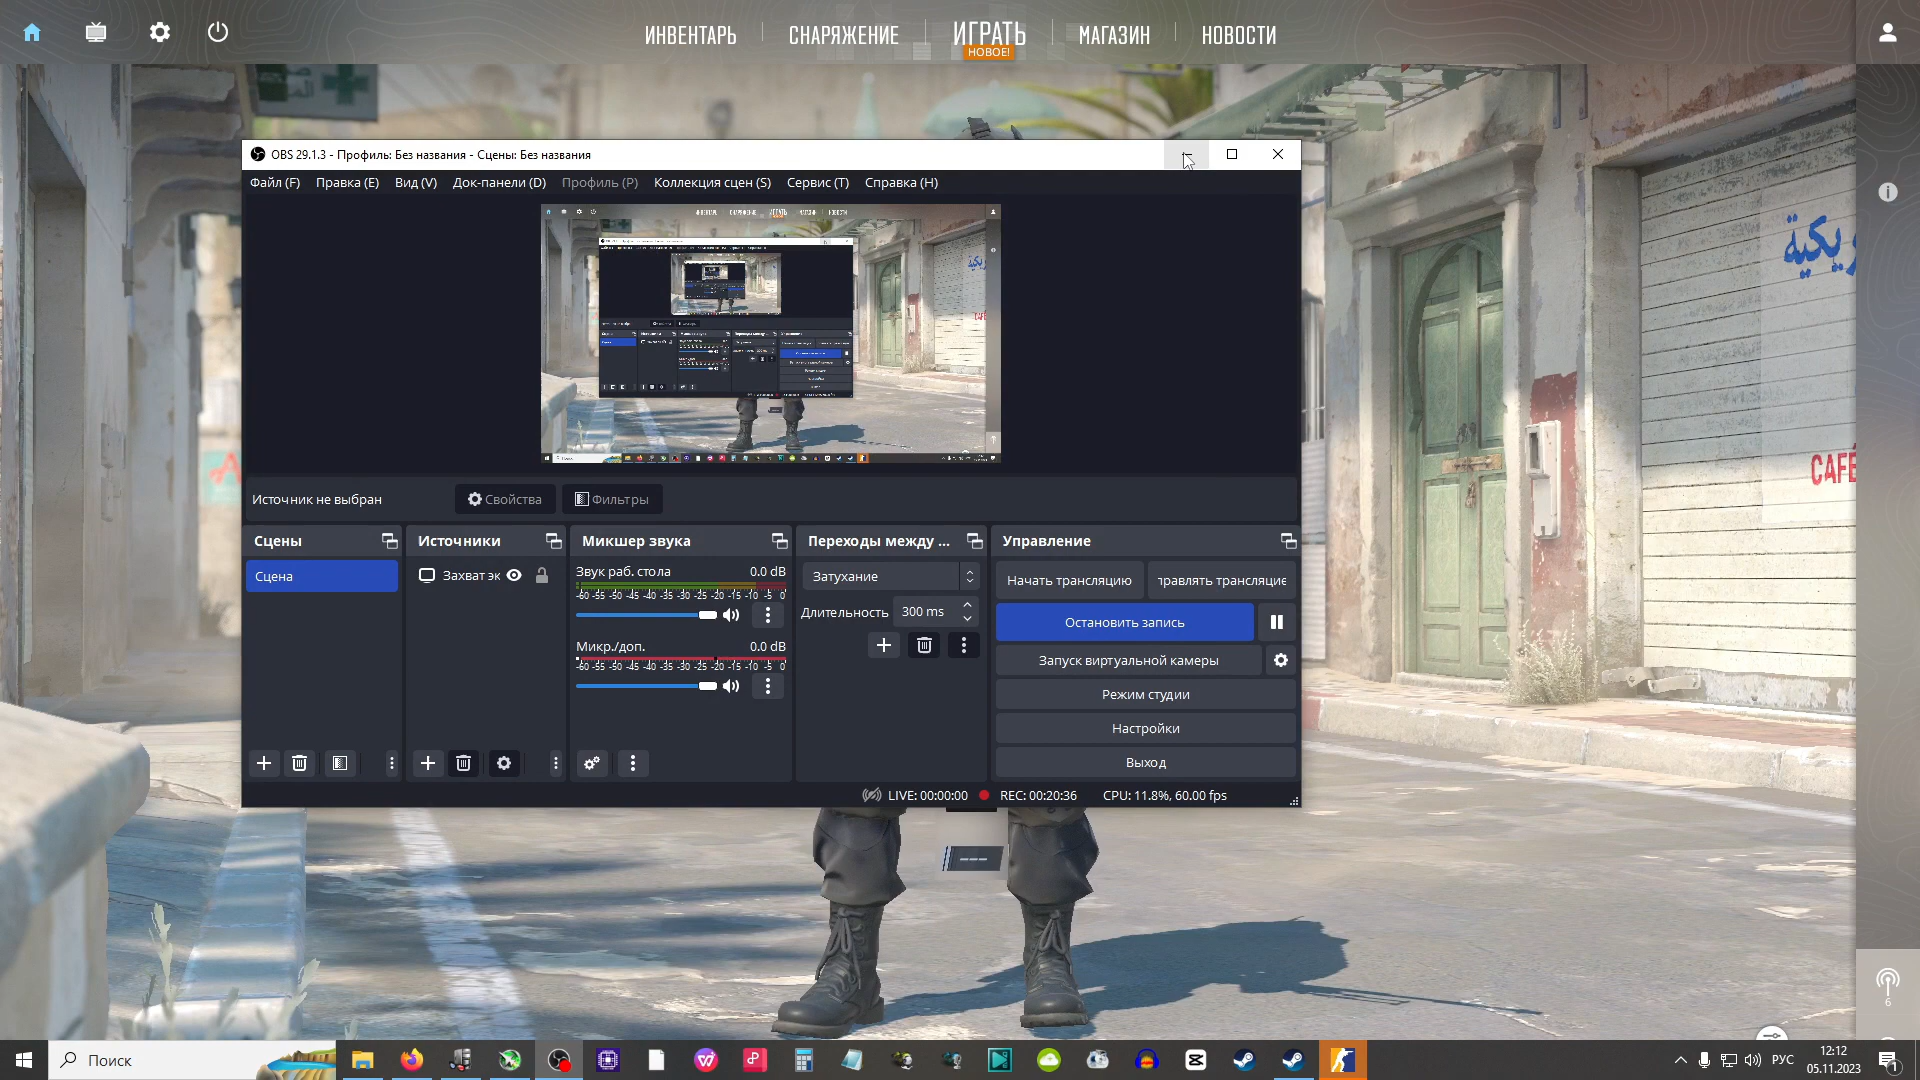 ИНВЕНТАРЬ
СНАРЯЖЕНИЕ
ИГРАТЬ
НОВОЕ!
МАГАЗИН
НОВОСТИ
OBS 29.1.3 - Профиль: Без названия - Сцены: Без названия
Файл (F) Правка (E) Вид (V) Док-панели (D) Профиль (P) Коллекция сцен (S) Сервис (T) Справка (H)
Источник не выбран
Свойства
Фильтры
Сцены
Сцена
Источники
Захват эк
Микшер звука
Звук раб. стола 0.0 dB
-60 -55 -50 -45 -40 -35 -30 -25 -20 -15 -10 -5 0
Микр./доп. 0.0 dB
-60 -55 -50 -45 -40 -35 -30 -25 -20 -15 -10 -5 0
Переходы между ...
Затухание
Длительность 300 ms
Управление
Начать трансляцию
правлять трансляцие
Остановить запись
Запуск виртуальной камеры
Режим студии
Настройки
Выход
LIVE: 00:00:00 REC: 00:20:36 CPU: 11.8%, 60.00 fps
CAFÉ
6
Поиск
РУС
12:12
05.11.2023
1